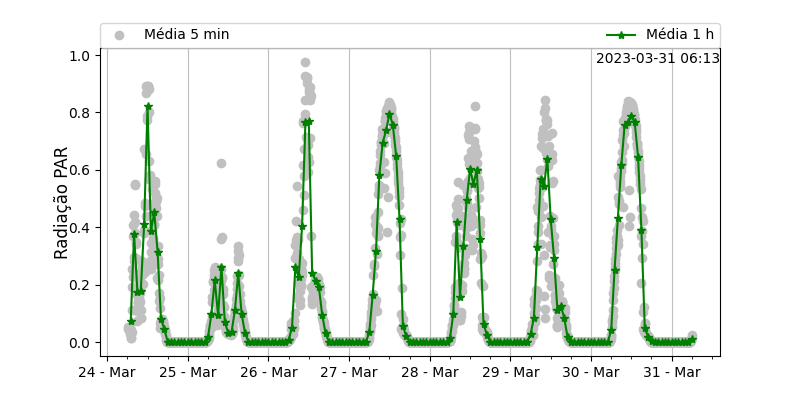 Média 5 min
Média 1 h
2023-03-31 06:13
Radiação PAR
1.0
0.8
0.6
0.4
0.2
0.0
24 - Mar
25 - Mar
26 - Mar
27 - Mar
28 - Mar
29 - Mar
30 - Mar
31 - Mar